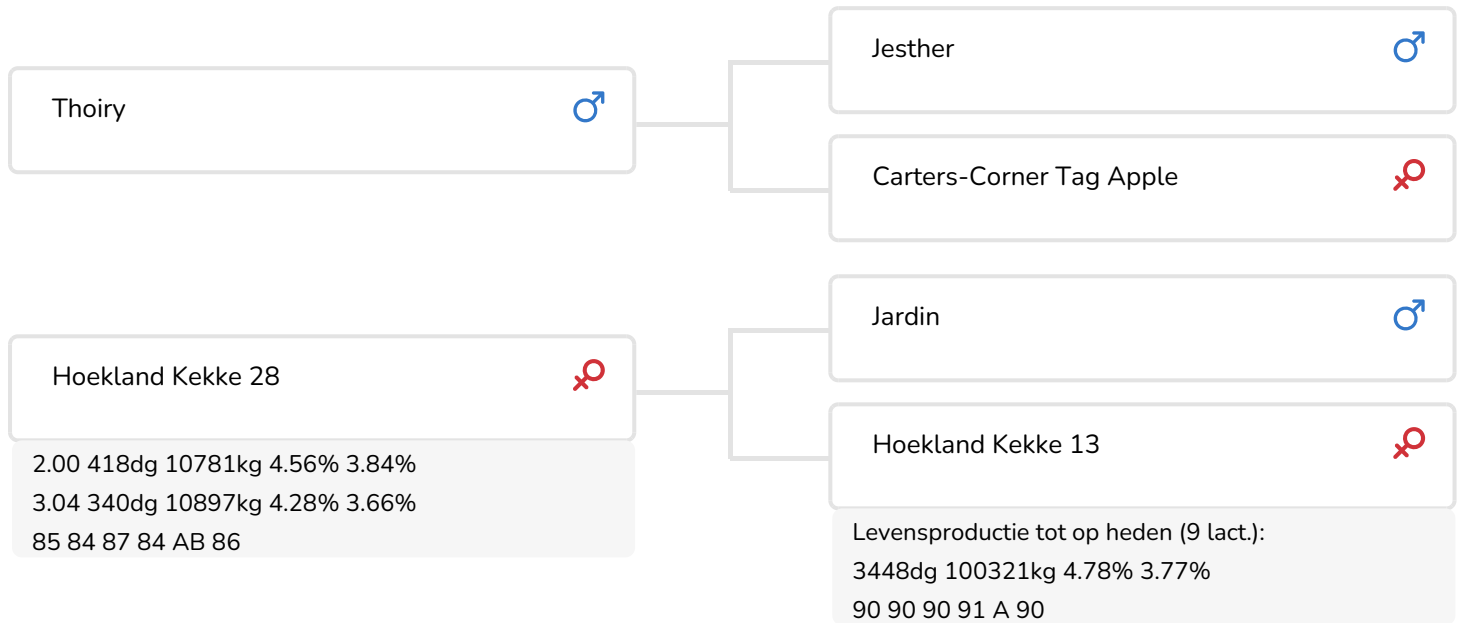 Thoiry
Jesther
Carters-Corner Tag Apple
Hoekland Kekke 28
2.00 418dg 10781kg 4.56% 3.84%
3.04 340dg 10897kg 4.28% 3.66%
85 84 87 84 AB 86
Jardin
Hoekland Kekke 13
Levensproductie tot op heden (9 lact.):
3448dg 100321kg 4.78% 3.77%
90 90 90 91 A 90